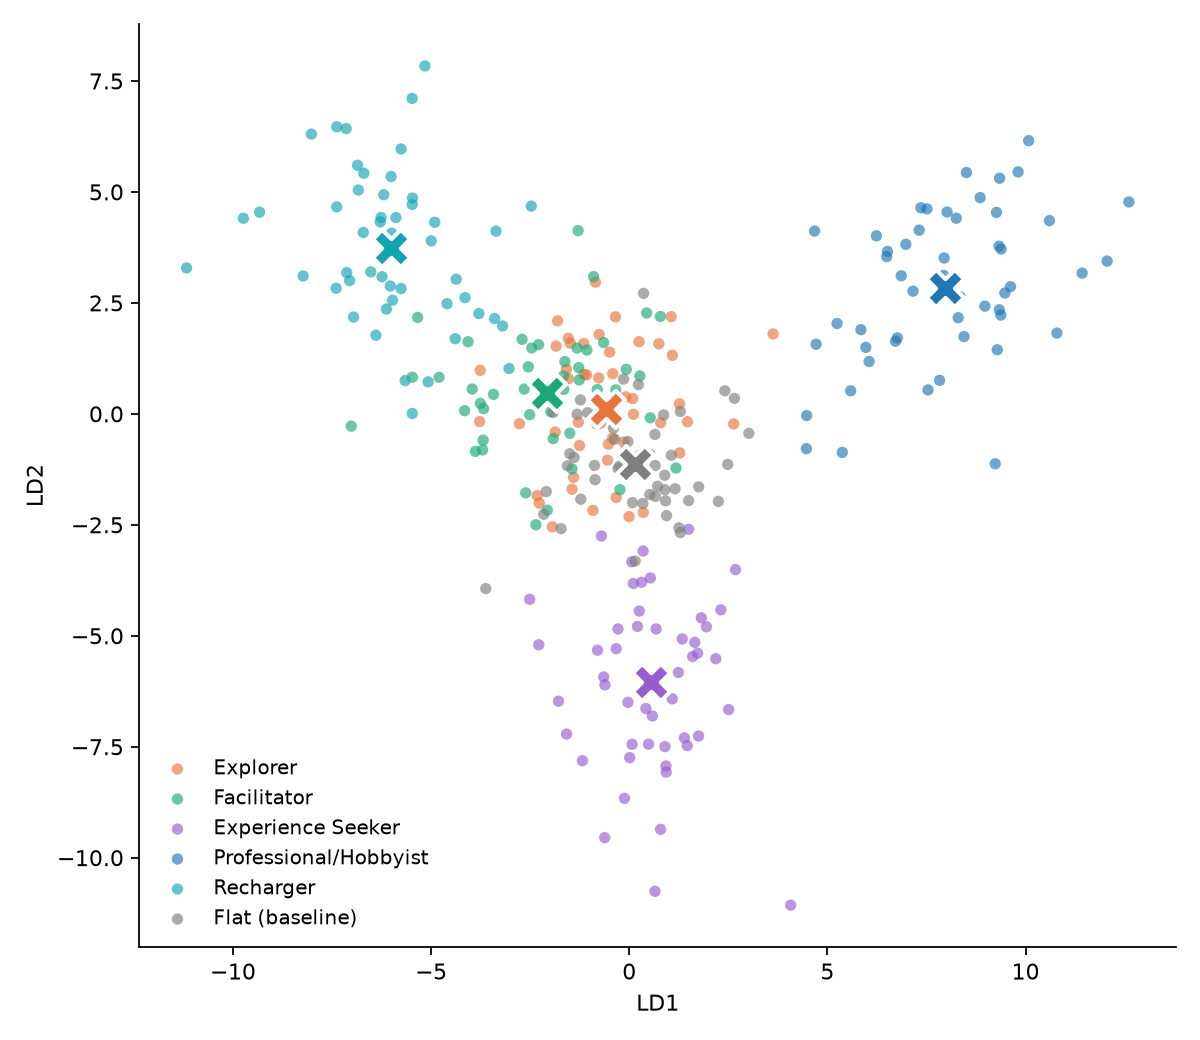 7.5
5.0
2.5
0.0
−2.5
−5.0
−7.5
−10.0
LD2
Explorer
Facilitator
Experience Seeker
Professional/Hobbyist
Recharger
Flat (baseline)
−10
−5
0
5
10
LD1